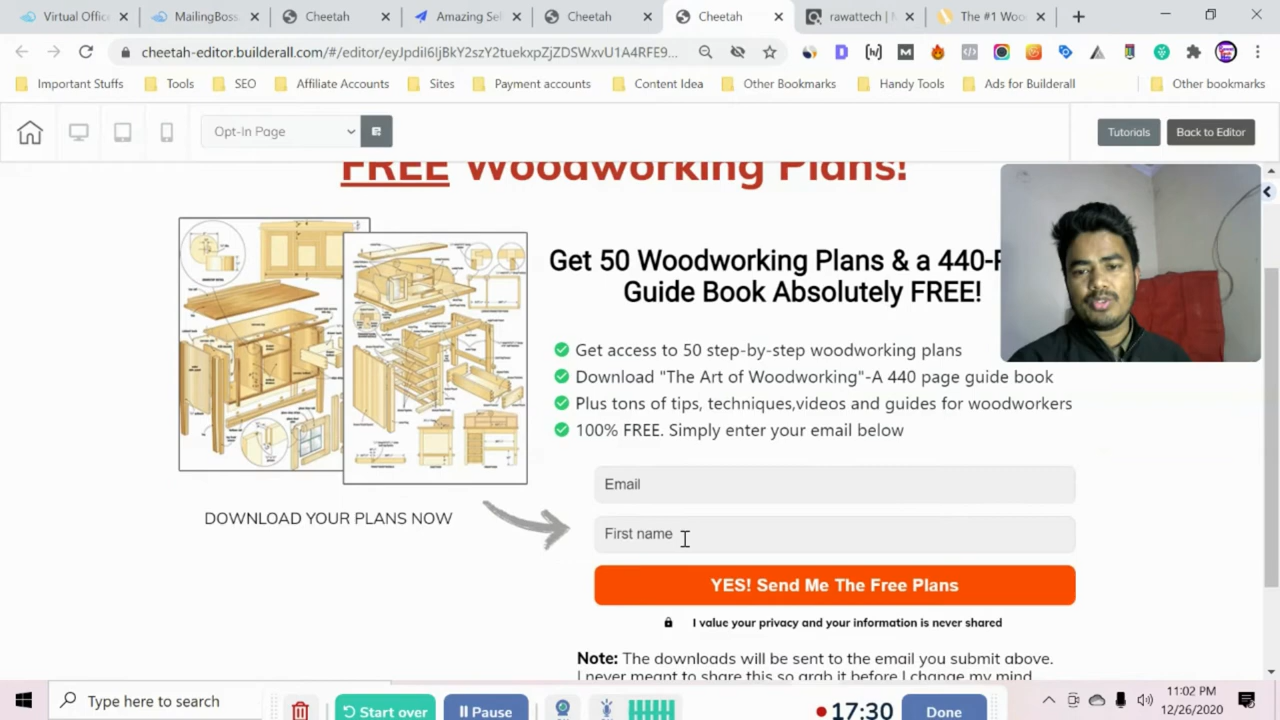 Virtual Offic
MailingBoss
Cheetah
Amazing Sel
Cheetah
Cheetah
rawattech / M
The #1 Woo
cheetah-editor.builderall.com/#/editor/eyJpdil6IjBkY2szY2tuekxpZjZDSWxvU1A4RFE9...
Important Stuffs
Tools
SEO
Affiliate Accounts
Sites
Payment accounts
Content Idea
Other Bookmarks
Handy Tools
Ads for Builderall
Other bookmarks
Opt-In Page
Tutorials
Back to Editor
FREE Woodworking Plans!
Get 50 Woodworking Plans & a 440-P
Guide Book Absolutely FREE!
Get access to 50 step-by-step woodworking plans
Download "The Art of Woodworking"-A 440 page guide book
Plus tons of tips, techniques,videos and guides for woodworkers
100% FREE. Simply enter your email below
Email
DOWNLOAD YOUR PLANS NOW
First name
YES! Send Me The Free Plans
I value your privacy and your information is never shared
Note: The downloads will be sent to the email you submit above.
I never meant to share this so grab it before I change my mind
Type here to search
Start over
Pause
17:30
Done
11:02 PM
12/26/2020